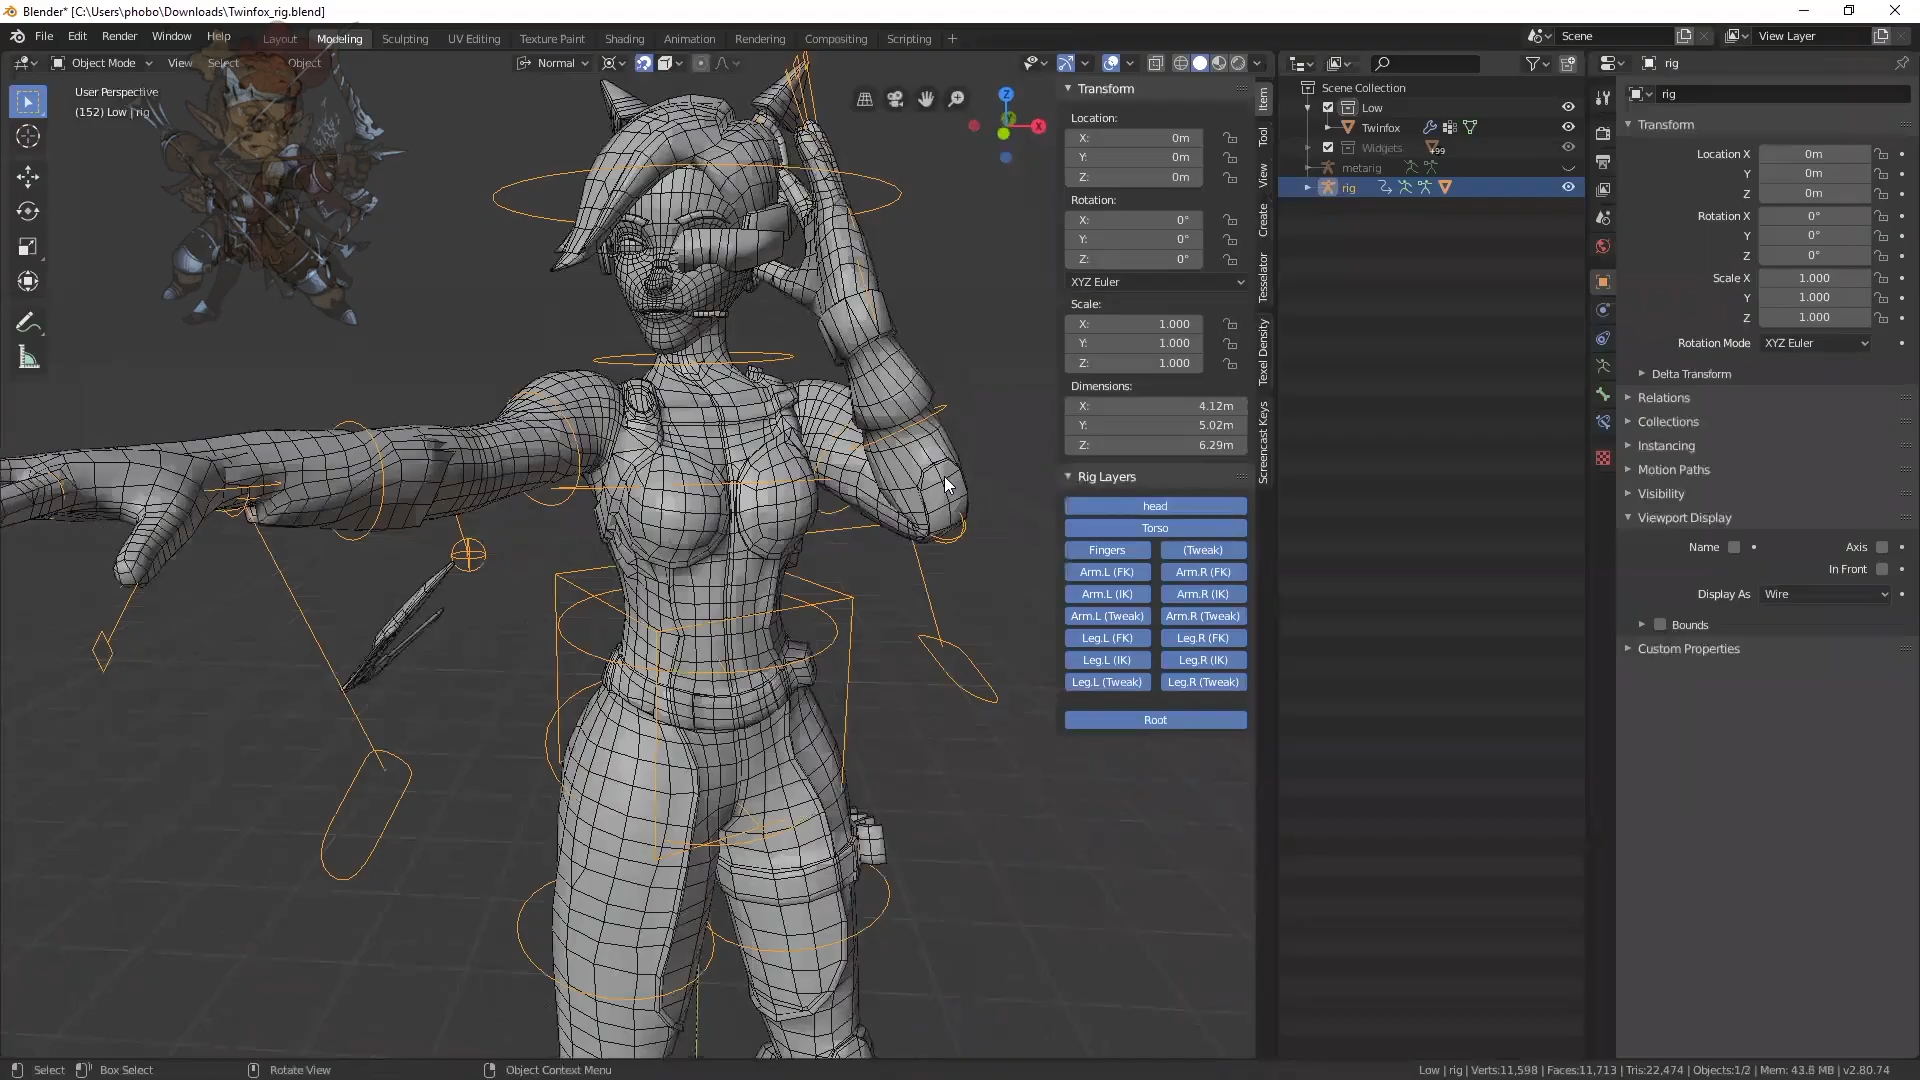 Blender* [C:\Users\phobo\Downloads\Twinfox_rig.blend]
File Edit Render Window Help Layout Modeling Sculpting UV Editing Texture Paint Shading Animation Rendering Compositing Scripting + Scene View Layer
Object Mode View Select Object Normal
User Perspective
(152) Low | rig
Z
Y
X
Transform
Location:
X: 0m
Y: 0m
Z: 0m
Rotation:
X: 0°
Y: 0°
Z: 0°
XYZ Euler
Scale:
X: 1.000
Y: 1.000
Z: 1.000
Dimensions:
X: 4.12m
Y: 5.02m
Z: 6.29m
Rig Layers
head
Torso
Fingers (Tweak)
Arm.L (FK) Arm.R (FK)
Arm.L (IK) Arm.R (IK)
Arm.L (Tweak) Arm.R (Tweak)
Leg.L (FK) Leg.R (FK)
Leg.L (IK) Leg.R (IK)
Leg.L (Tweak) Leg.R (Tweak)
Root
Item
Tool
View
Create
Tesselator
Texel Density
Screencast Keys
Scene Collection
Low
Twinfox
Widgets +99
metarig
rig
rig
rig
Transform
Location X 0m
Y 0m
Z 0m
Rotation X 0°
Y 0°
Z 0°
Scale X 1.000
Y 1.000
Z 1.000
Rotation Mode XYZ Euler
Delta Transform
Relations
Collections
Instancing
Motion Paths
Visibility
Viewport Display
Name Axis
In Front
Display As Wire
Bounds
Custom Properties
Select Box Select Rotate View Object Context Menu Low | rig | Verts:11,598 | Faces:11,713 | Tris:22,474 | Objects:1/2 | Mem: 43.8 MB | v2.80.74